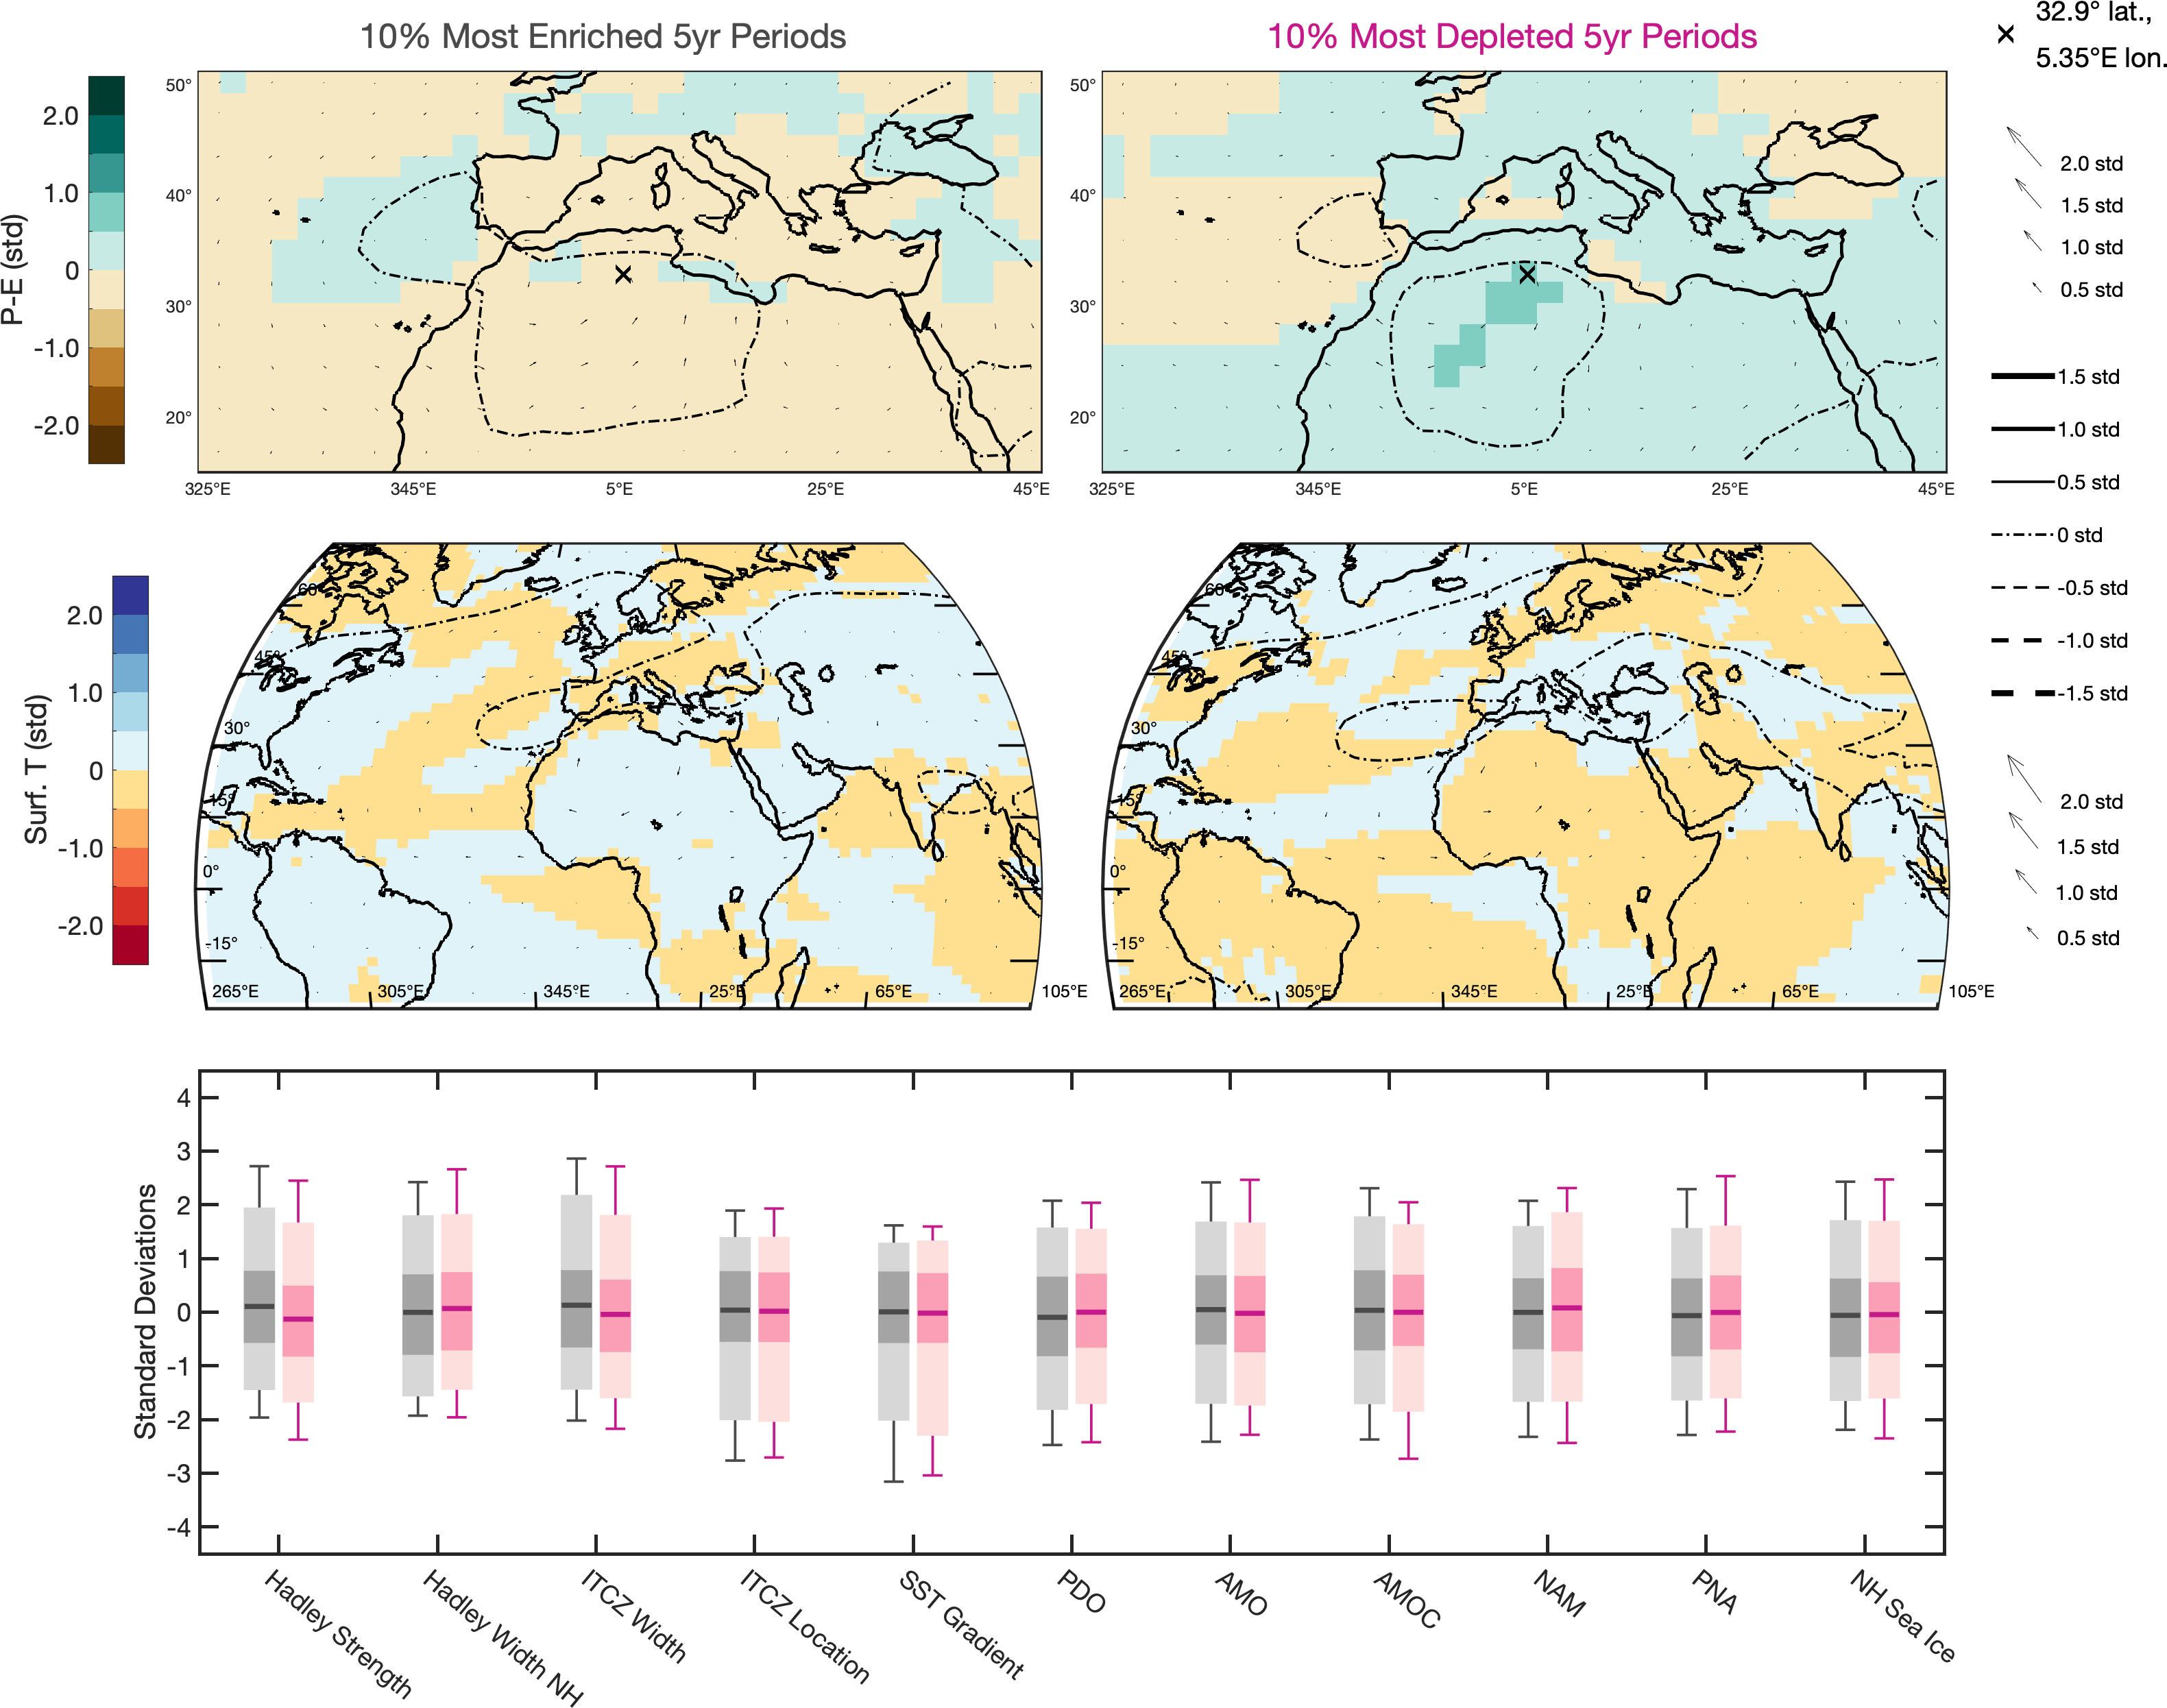 10% Most Enriched 5yr Periods
10% Most Depleted 5yr Periods
32.9° lat.,
5.35°E lon.
P-E (std)
2.0
1.0
0
-1.0
-2.0
50°
40°
30°
20°
325°E
345°E
5°E
25°E
45°E
50°
40°
30°
20°
325°E
345°E
5°E
25°E
45°E
2.0 std
1.5 std
1.0 std
0.5 std
1.5 std
1.0 std
0.5 std
0 std
-0.5 std
-1.0 std
-1.5 std
2.0 std
1.5 std
1.0 std
0.5 std
Surf. T (std)
2.0
1.0
0
-1.0
-2.0
60°
45°
30°
15°
0°
-15°
265°E
305°E
345°E
25°E
65°E
105°E
60°
45°
30°
15°
0°
-15°
265°E
305°E
345°E
25°E
65°E
105°E
Standard Deviations
4
3
2
1
0
-1
-2
-3
-4
Hadley Strength
Hadley Width NH
ITCZ Width
ITCZ Location
SST Gradient
PDO
AMO
AMOC
NAM
PNA
NH Sea Ice